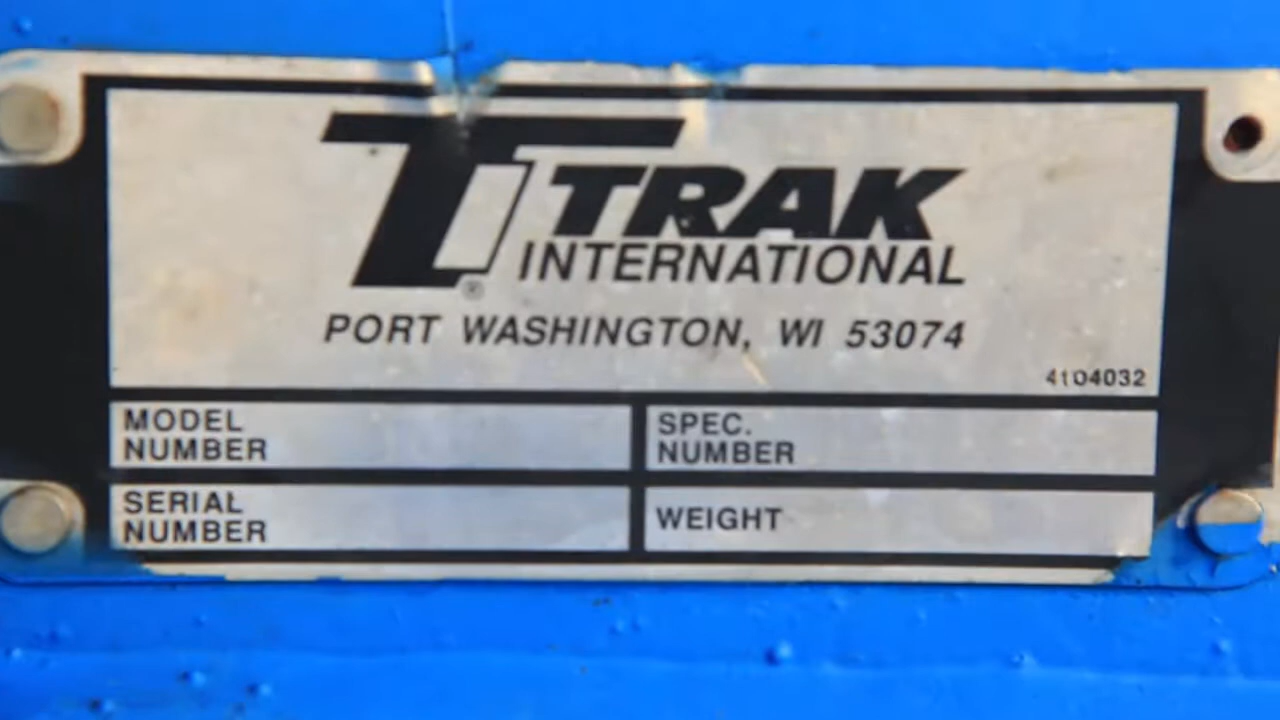 TRAK
INTERNATIONAL
®
PORT WASHINGTON, WI 53074
4104032
MODEL
NUMBER
SPEC.
NUMBER
SERIAL
NUMBER
WEIGHT